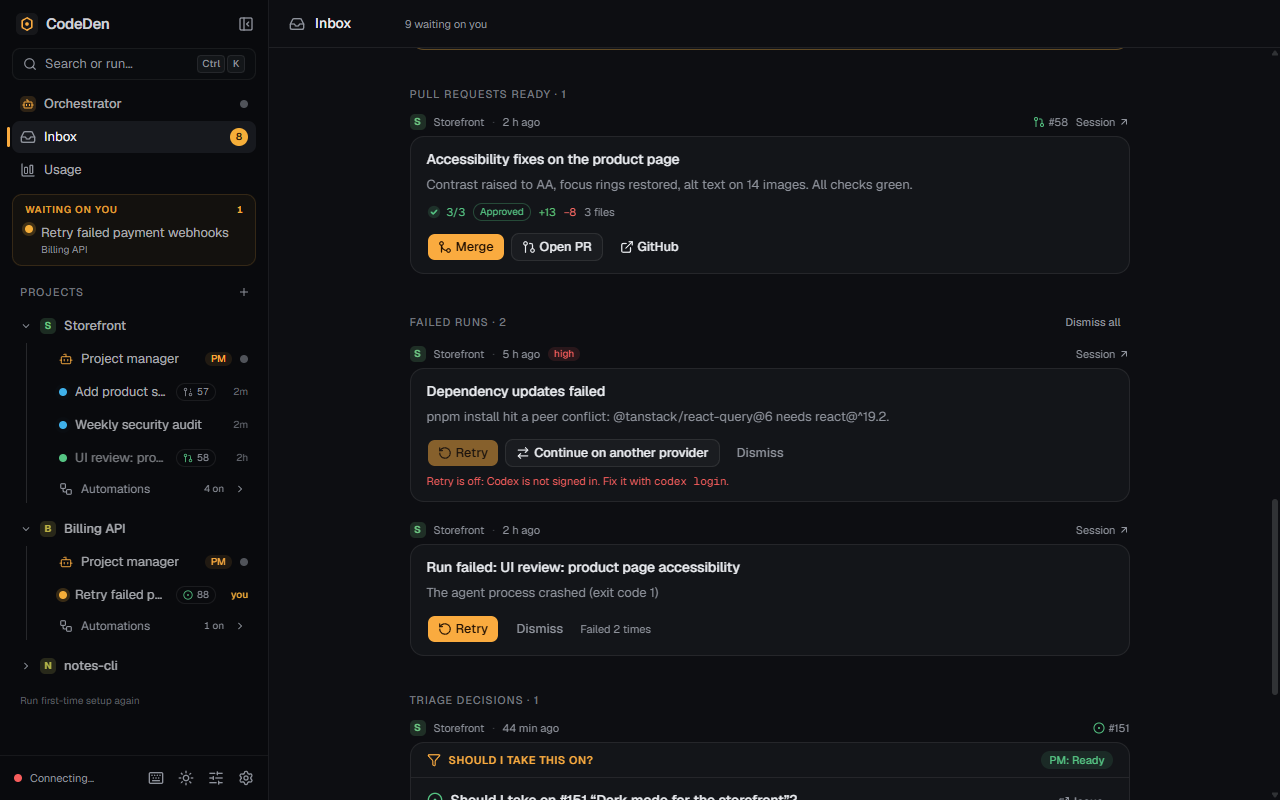 CodeDen
Search or run…
Ctrl K
Orchestrator
Inbox 8
Usage
WAITING ON YOU 1
Retry failed payment webhooks
Billing API
PROJECTS
S Storefront
Project manager PM
Add product s… 57 2m
Weekly security audit 2m
UI review: pro… 58 2h
Automations 4 on
B Billing API
Project manager PM
Retry failed p… 88 you
Automations 1 on
N notes-cli
Run first-time setup again
Connecting…
Inbox 9 waiting on you
PULL REQUESTS READY · 1
S Storefront · 2 h ago #58 Session
Accessibility fixes on the product page
Contrast raised to AA, focus rings restored, alt text on 14 images. All checks green.
3/3 Approved +13 −8 3 files
Merge Open PR GitHub
FAILED RUNS · 2 Dismiss all
S Storefront · 5 h ago high Session
Dependency updates failed
pnpm install hit a peer conflict: @tanstack/react-query@6 needs react@^19.2.
Retry Continue on another provider Dismiss
Retry is off: Codex is not signed in. Fix it with codex login.
S Storefront · 2 h ago Session
Run failed: UI review: product page accessibility
The agent process crashed (exit code 1)
Retry Dismiss Failed 2 times
TRIAGE DECISIONS · 1
S Storefront · 44 min ago #151
SHOULD I TAKE THIS ON? PM: Ready
Should I take on #151 “Dark mode for the storefront”?